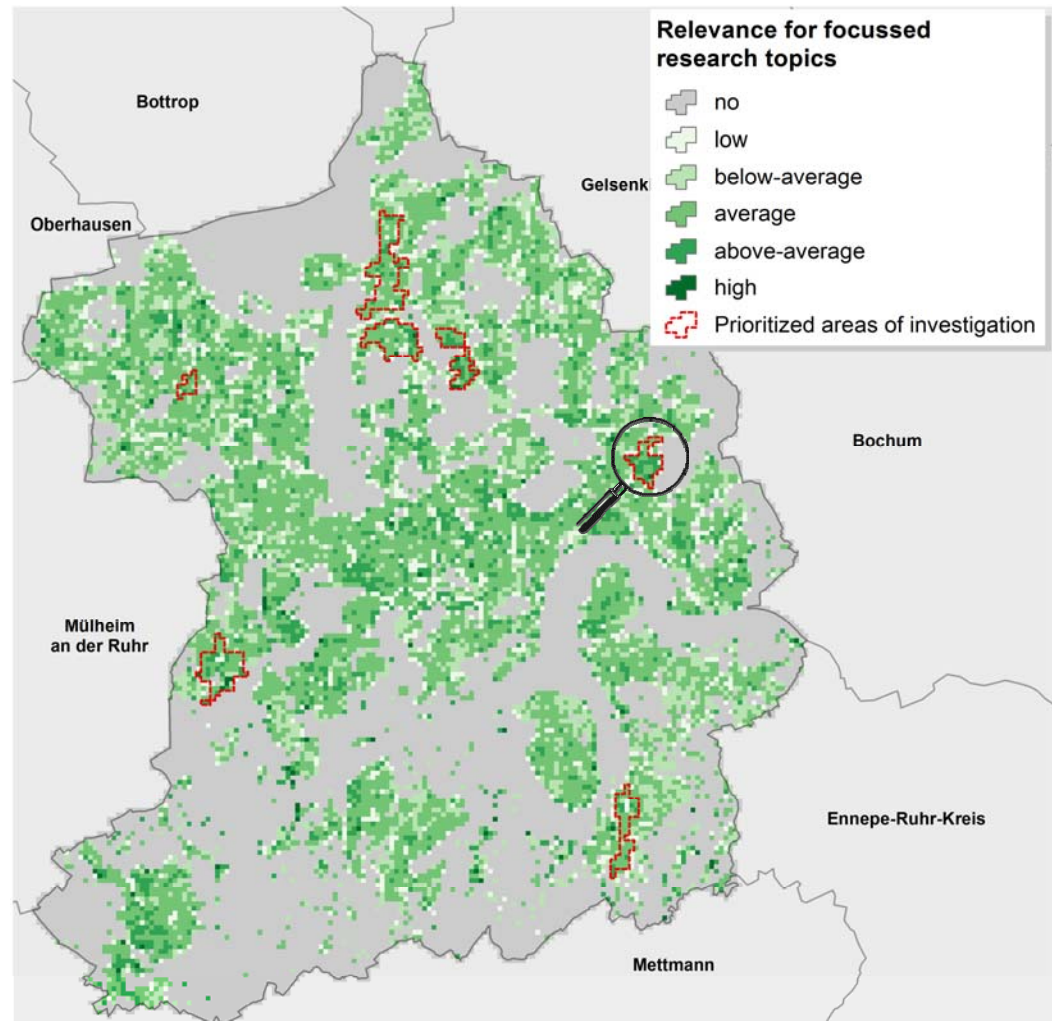 Relevance for focussed
research topics
no
low
below-average
average
above-average
high
Prioritized areas of investigation
Bottrop
Gelsenki
Oberhausen
Bochum
Mülheim
an der Ruhr
Ennepe-Ruhr-Kreis
Mettmann